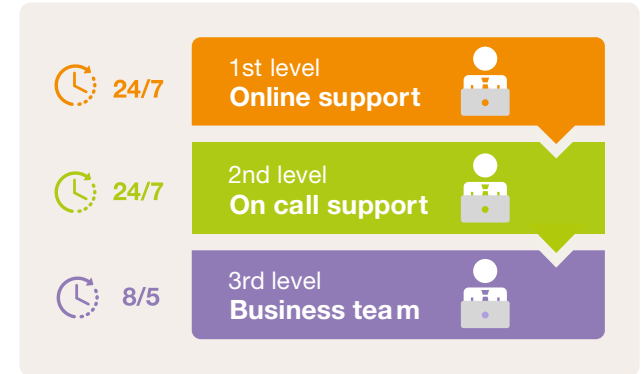 24/7
1st level
Online support
24/7
2nd level
On call support
8/5
3rd level
Business team